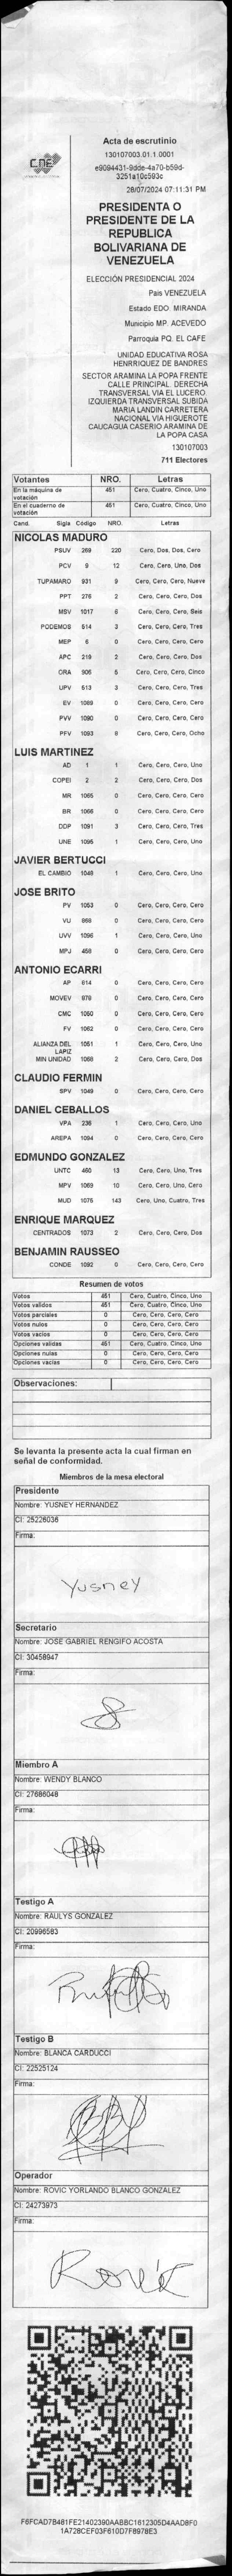 CNE
Acta de escrutinio
130107003.01.1.0001
e9094431-9dde-4a70-b59d-
3251a10c593c
28/07/2024 07:11:31 PM
PRESIDENTA O
PRESIDENTE DE LA
REPUBLICA
BOLIVARIANA DE
VENEZUELA
ELECCIÓN PRESIDENCIAL 2024
Pais VENEZUELA
Estado EDO. MIRANDA
Municipio MP. ACEVEDO
Parroquia PQ. EL CAFE
UNIDAD EDUCATIVA ROSA
HENRRIQUEZ DE BANDRES
SECTOR ARAMINA LA POPA FRENTE
CALLE PRINCIPAL. DERECHA
TRANSVERSAL VIA EL LUCERO.
IZQUIERDA TRANSVERSAL SUBIDA
MARIA LANDIN CARRETERA
NACIONAL VIA HIGUEROTE
CAUCAGUA CASERIO ARAMINA DE
LA POPA CASA
130107003
711 Electores
Votantes NRO. Letras
En la máquina de votación 451 Cero, Cuatro, Cinco, Uno
En el cuaderno de votación 451 Cero, Cuatro, Cinco, Uno
Cand. Sigla Código NRO. Letras
NICOLAS MADURO
PSUV 269 220 Cero, Dos, Dos, Cero
PCV 9 12 Cero, Cero, Uno, Dos
TUPAMARO 931 9 Cero, Cero, Cero, Nueve
PPT 276 2 Cero, Cero, Cero, Dos
MSV 1017 6 Cero, Cero, Cero, Seis
PODEMOS 514 3 Cero, Cero, Cero, Tres
MEP 6 0 Cero, Cero, Cero, Cero
APC 219 2 Cero, Cero, Cero, Dos
ORA 905 5 Cero, Cero, Cero, Cinco
UPV 513 3 Cero, Cero, Cero, Tres
EV 1089 0 Cero, Cero, Cero, Cero
PVV 1090 0 Cero, Cero, Cero, Cero
PFV 1093 8 Cero, Cero, Cero, Ocho
LUIS MARTINEZ
AD 1 1 Cero, Cero, Cero, Uno
COPEI 2 2 Cero, Cero, Cero, Dos
MR 1065 0 Cero, Cero, Cero, Cero
BR 1066 0 Cero, Cero, Cero, Cero
DDP 1091 3 Cero, Cero, Cero, Tres
UNE 1095 1 Cero, Cero, Cero, Uno
JAVIER BERTUCCI
EL CAMBIO 1048 1 Cero, Cero, Cero, Uno
JOSE BRITO
PV 1053 0 Cero, Cero, Cero, Cero
VU 868 0 Cero, Cero, Cero, Cero
UVV 1096 1 Cero, Cero, Cero, Uno
MPJ 458 0 Cero, Cero, Cero, Cero
ANTONIO ECARRI
AP 614 0 Cero, Cero, Cero, Cero
MOVEV 978 0 Cero, Cero, Cero, Cero
CMC 1050 0 Cero, Cero, Cero, Cero
FV 1062 0 Cero, Cero, Cero, Cero
ALIANZA DEL LAPIZ 1051 1 Cero, Cero, Cero, Uno
MIN UNIDAD 1068 2 Cero, Cero, Cero, Dos
CLAUDIO FERMIN
SPV 1049 0 Cero, Cero, Cero, Cero
DANIEL CEBALLOS
VPA 236 1 Cero, Cero, Cero, Uno
AREPA 1094 0 Cero, Cero, Cero, Cero
EDMUNDO GONZALEZ
UNTC 460 13 Cero, Cero, Uno, Tres
MPV 1069 10 Cero, Cero, Uno, Cero
MUD 1075 143 Cero, Uno, Cuatro, Tres
ENRIQUE MARQUEZ
CENTRADOS 1073 2 Cero, Cero, Cero, Dos
BENJAMIN RAUSSEO
CONDE 1092 0 Cero, Cero, Cero, Cero
Resumen de votos
Votos 451 Cero, Cuatro, Cinco, Uno
Votos validos 451 Cero, Cuatro, Cinco, Uno
Votos parciales 0 Cero, Cero, Cero, Cero
Votos nulos 0 Cero, Cero, Cero, Cero
Votos vacios 0 Cero, Cero, Cero, Cero
Opciones validas 451 Cero, Cuatro, Cinco, Uno
Opciones nulas 0 Cero, Cero, Cero, Cero
Opciones vacias 0 Cero, Cero, Cero, Cero
Observaciones:
Se levanta la presente acta la cual firman en
señal de conformidad.
Miembros de la mesa electoral
Presidente
Nombre: YUSNEY HERNANDEZ
CI: 25226036
Firma:
Yusney
Secretario
Nombre: JOSE GABRIEL RENGIFO ACOSTA
CI: 30458947
Firma:
Miembro A
Nombre: WENDY BLANCO
CI: 27686048
Firma:
Testigo A
Nombre: RAULYS GONZALEZ
CI: 20996583
Firma:
Testigo B
Nombre: BLANCA CARDUCCI
CI: 22525124
Firma:
Operador
Nombre: ROVIC YORLANDO BLANCO GONZALEZ
CI: 24273973
Firma:
Rovic
F6FCAD7B481FE21402390AABBC1612305D4AAD8F0
1A728CEF03F610D7F8978E3